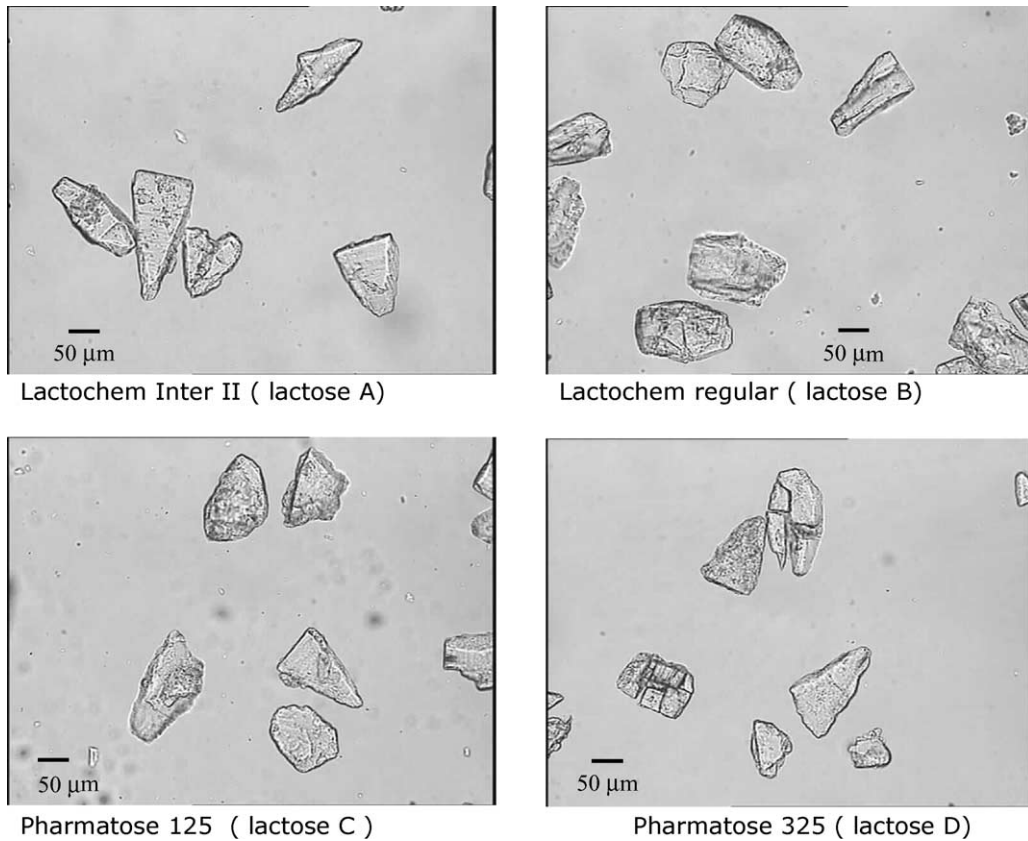 50 µm
50 µm
Lactochem Inter II ( lactose A)
Lactochem regular ( lactose B)
50 µm
50 µm
Pharmatose 125 ( lactose C )
Pharmatose 325 ( lactose D)